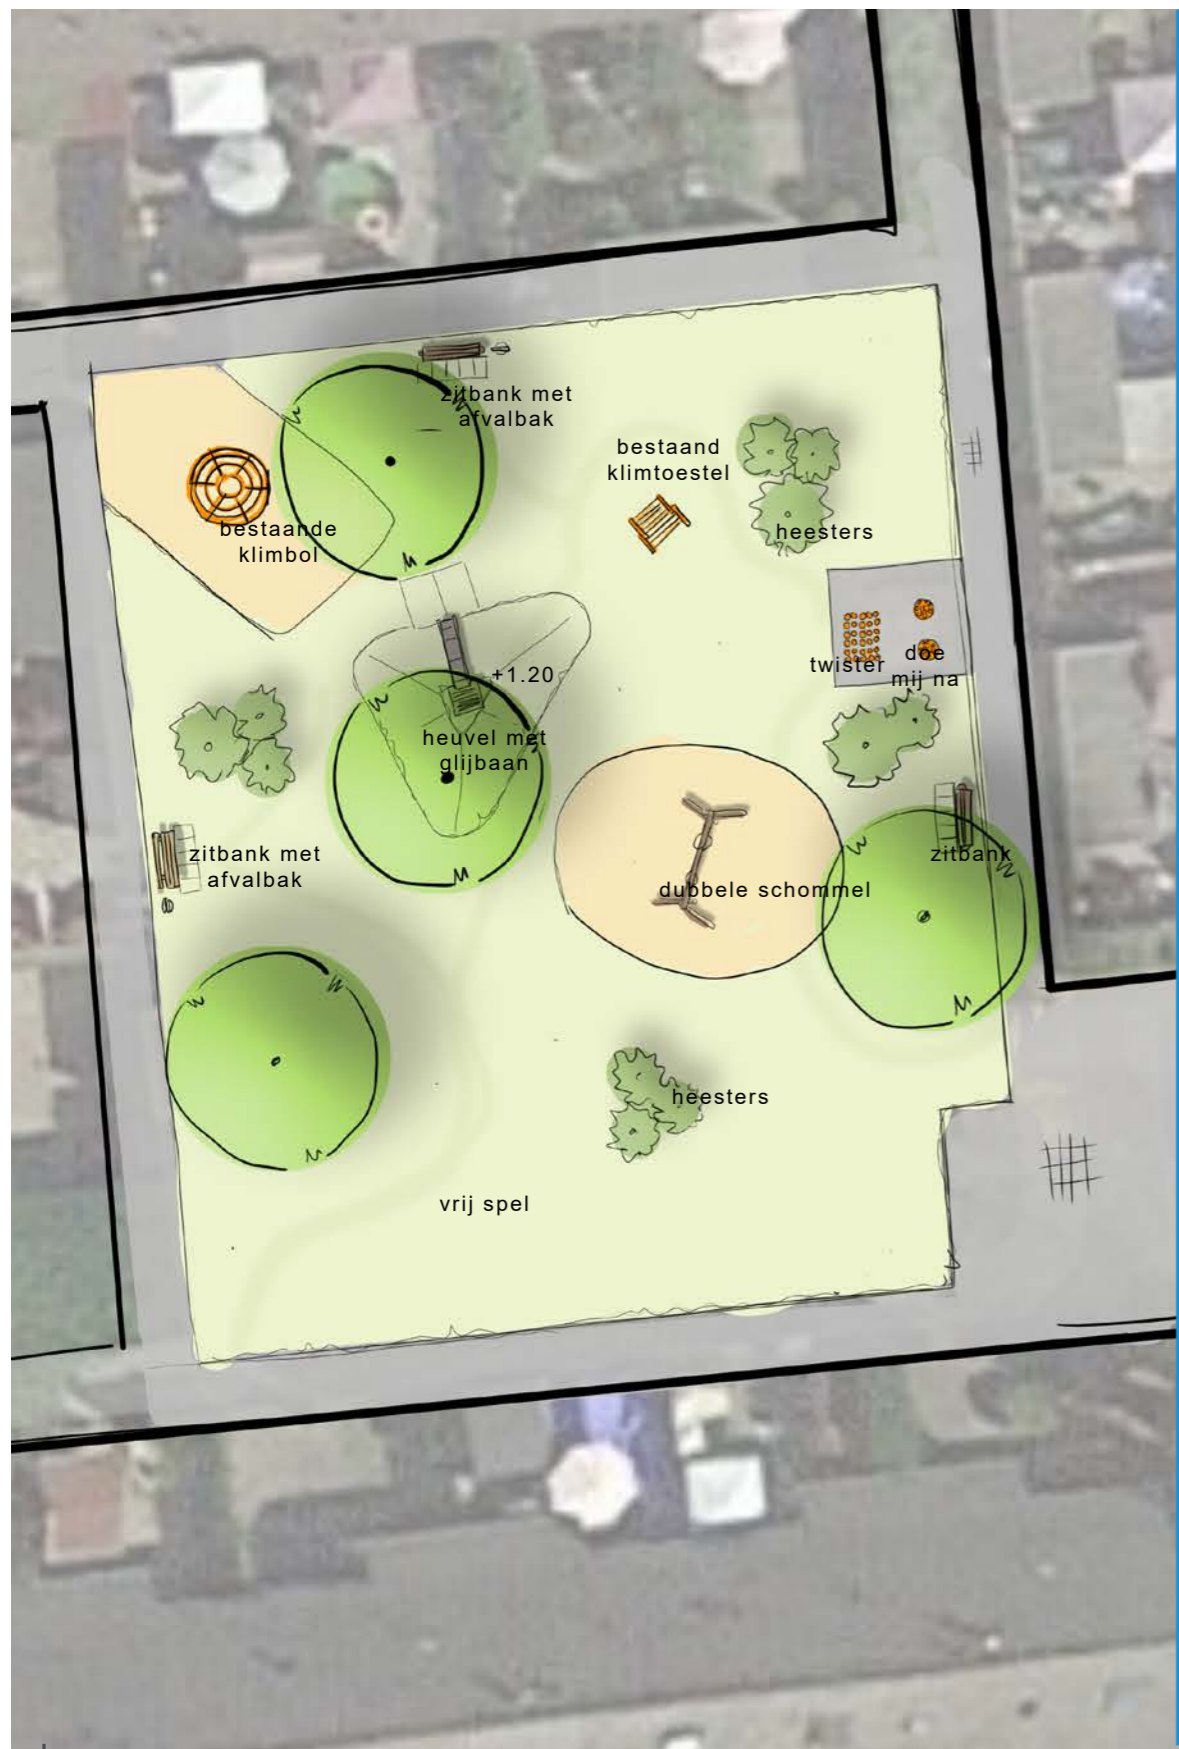 zitbank met
afvalbak
bestaand
klimtoestel
bestaande
klimbol
heesters
twister
doe
mij na
+1.20
heuvel met
glijbaan
zitbank met
afvalbak
zitbank
dubbele schommel
heesters
vrij spel